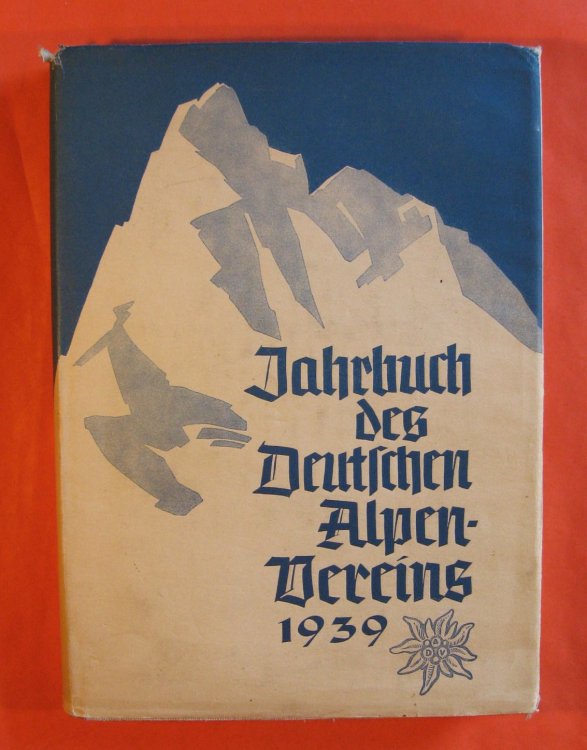 Jahrbuch
des
Deutschen
Alpen-
Vereins
1939